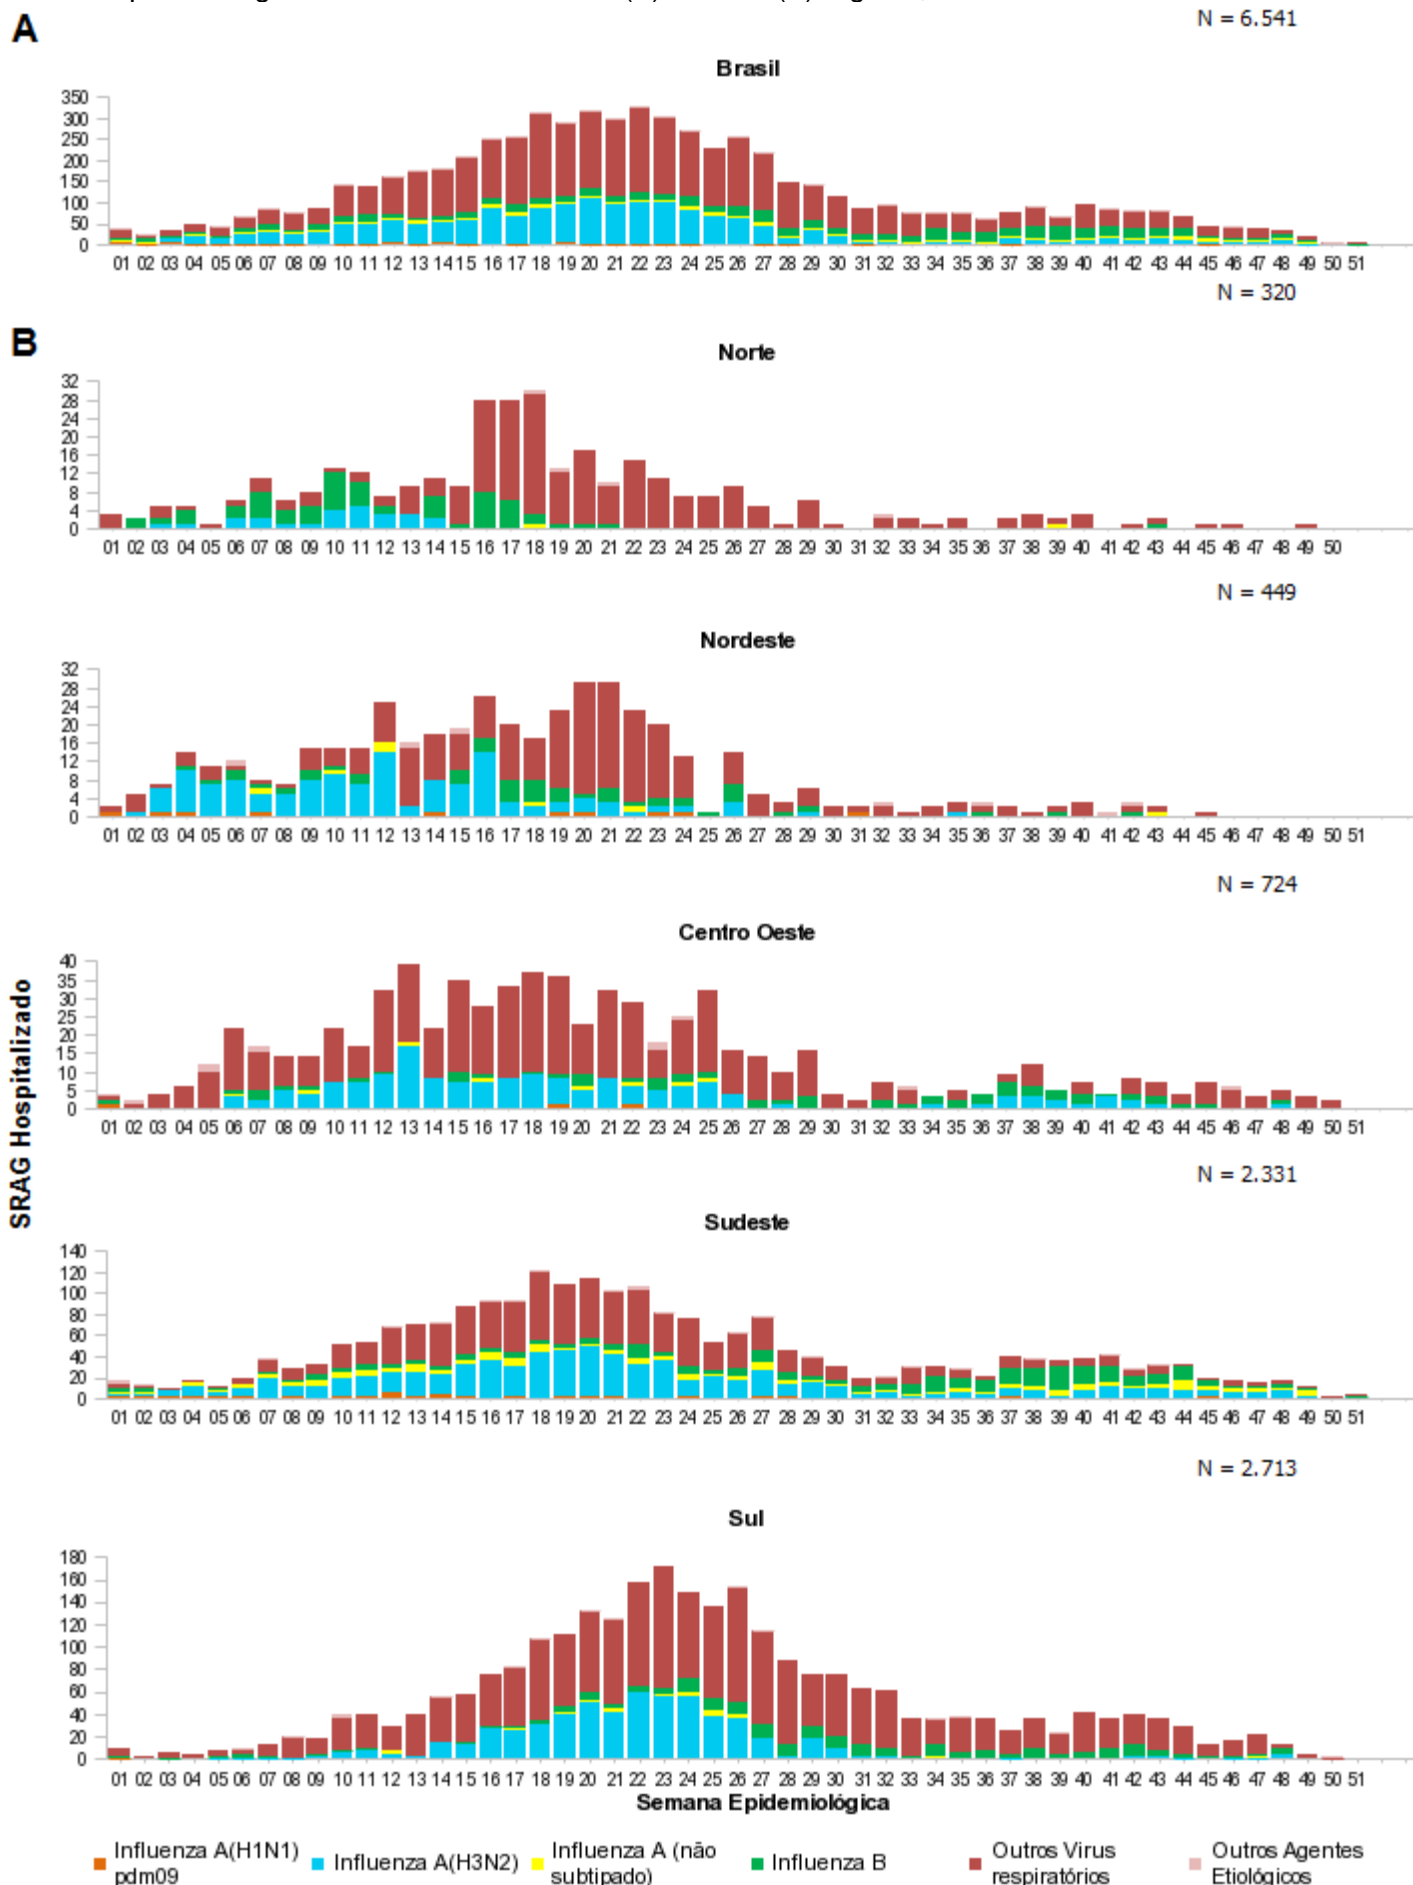 A
N = 6.541
Brasil
350
300
250
200
150
100
50
0
01 02 03 04 05 06 07 08 09 10 11 12 13 14 15 16 17 18 19 20 21 22 23 24 25 26 27 28 29 30 31 32 33 34 35 36 37 38 39 40 41 42 43 44 45 46 47 48 49 50 51
N = 320
B
Norte
32
28
24
20
16
12
8
4
0
01 02 03 04 05 06 07 08 09 10 11 12 13 14 15 16 17 18 19 20 21 22 23 24 25 26 27 28 29 30 31 32 33 34 35 36 37 38 39 40 41 42 43 44 45 46 47 48 49 50
N = 449
Nordeste
32
28
24
20
16
12
8
4
0
01 02 03 04 05 06 07 08 09 10 11 12 13 14 15 16 17 18 19 20 21 22 23 24 25 26 27 28 29 30 31 32 33 34 35 36 37 38 39 40 41 42 43 44 45 46 47 48 49 50 51
N = 724
Centro Oeste
40
35
30
25
20
15
10
5
0
01 02 03 04 05 06 07 08 09 10 11 12 13 14 15 16 17 18 19 20 21 22 23 24 25 26 27 28 29 30 31 32 33 34 35 36 37 38 39 40 41 42 43 44 45 46 47 48 49 50 51
SRAG Hospitalizado
N = 2.331
Sudeste
140
120
100
80
60
40
20
0
01 02 03 04 05 06 07 08 09 10 11 12 13 14 15 16 17 18 19 20 21 22 23 24 25 26 27 28 29 30 31 32 33 34 35 36 37 38 39 40 41 42 43 44 45 46 47 48 49 50 51
N = 2.713
Sul
180
160
140
120
100
80
60
40
20
0
01 02 03 04 05 06 07 08 09 10 11 12 13 14 15 16 17 18 19 20 21 22 23 24 25 26 27 28 29 30 31 32 33 34 35 36 37 38 39 40 41 42 43 44 45 46 47 48 49 50 51
Semana Epidemiológica
Influenza A(H1N1)
pdm09
Influenza A(H3N2)
Influenza A (não
subtipado)
Influenza B
Outros Virus
respiratórios
Outros Agentes
Etiológicos